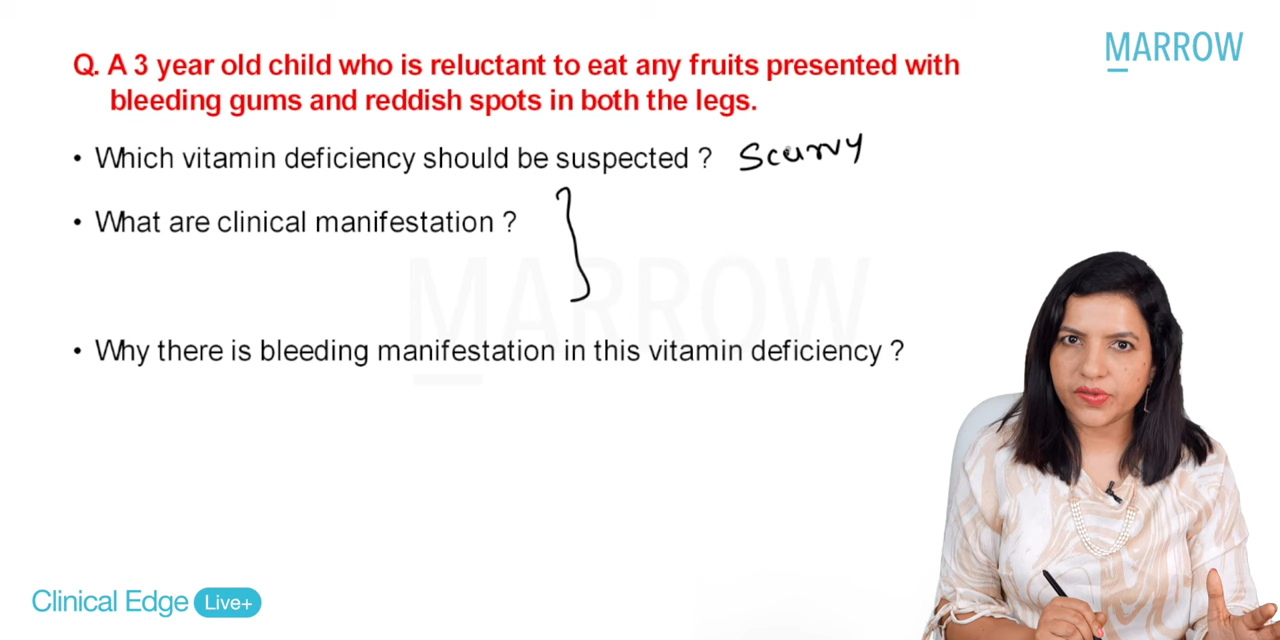 MARROW
Q. A 3 year old child who is reluctant to eat any fruits presented with
bleeding gums and reddish spots in both the legs.
• Which vitamin deficiency should be suspected ? Scurvy
• What are clinical manifestation ?
MARROW
• Why there is bleeding manifestation in this vitamin deficiency ?
Clinical Edge Live+